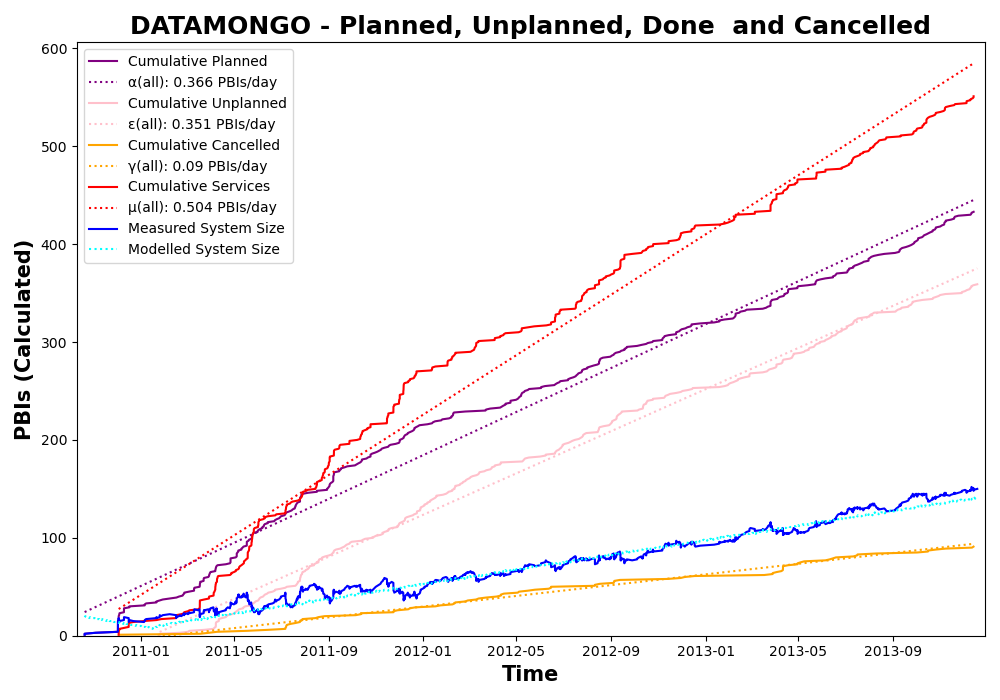 DATAMONGO - Planned, Unplanned, Done  and Cancelled
PBIs (Calculated)
600
500
400
300
200
100
0
Cumulative Planned
α(all): 0.366 PBIs/day
Cumulative Unplanned
ε(all): 0.351 PBIs/day
Cumulative Cancelled
γ(all): 0.09 PBIs/day
Cumulative Services
μ(all): 0.504 PBIs/day
Measured System Size
Modelled System Size
2011-01 2011-05 2011-09 2012-01 2012-05 2012-09 2013-01 2013-05 2013-09
Time